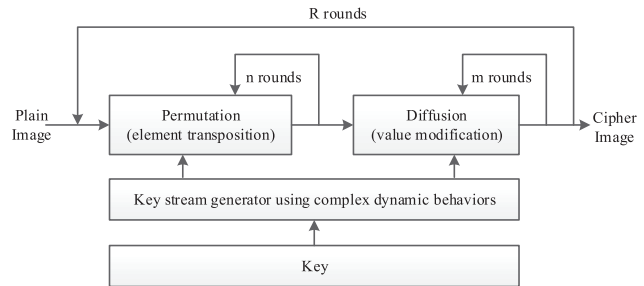 R rounds
n rounds
m rounds
Plain
Image
Permutation
(element transposition)
Diffusion
(value modification)
Cipher
Image
Key stream generator using complex dynamic behaviors
Key